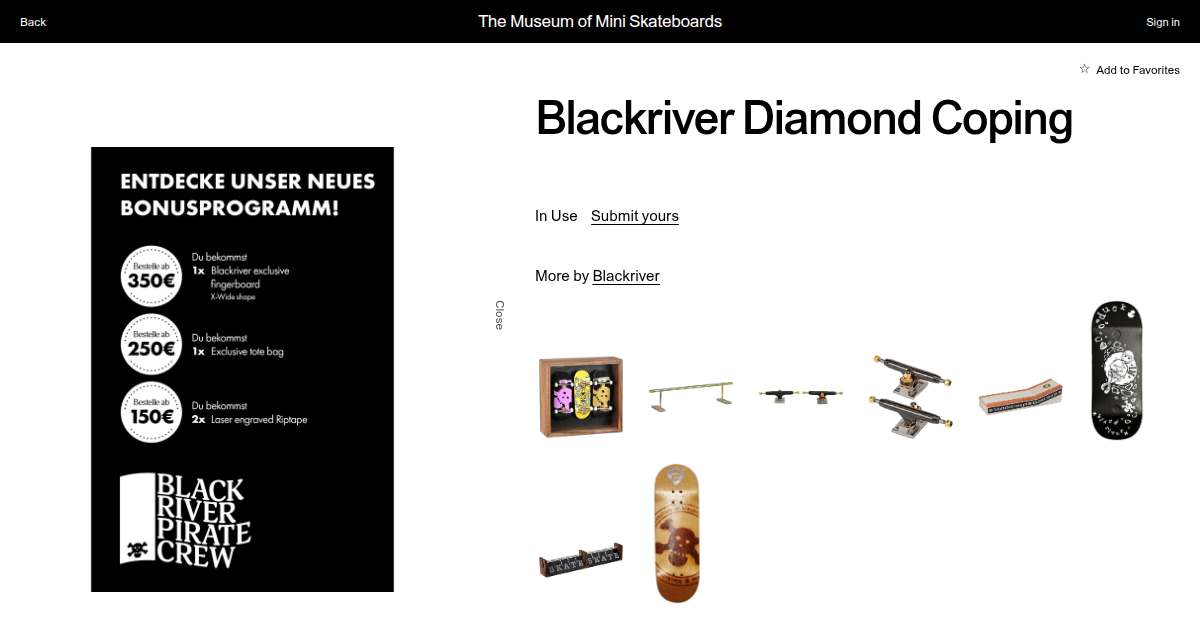 Back
The Museum of Mini Skateboards
Sign in
☆ Add to Favorites
Blackriver Diamond Coping
ENTDECKE UNSER NEUES
BONUSPROGRAMM!
Bestelle ab
350€
Du bekommst
1x Blackriver exclusive
fingerboard
X-Wide shape
Bestelle ab
250€
Du bekommst
1x Exclusive tote bag
Bestelle ab
150€
Du bekommst
2x Laser engraved Riptape
BLACK
RIVER
PIRATE
CREW
In Use Submit yours
More by Blackriver
Close
SKATE SKATE